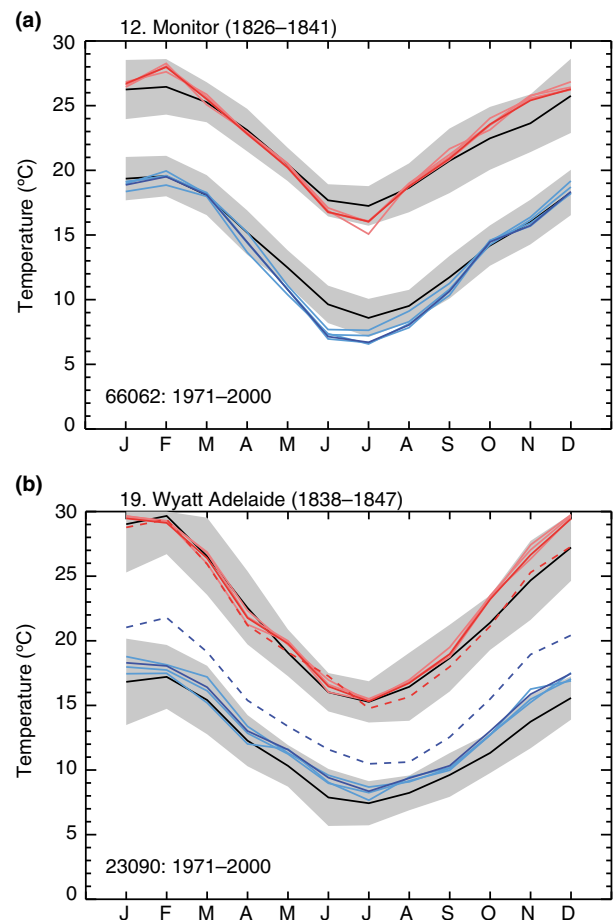 (a)
12. Monitor (1826–1841)
30
25
20
15
10
5
0
Temperature (°C)
66062: 1971–2000
J F M A M J J A S O N D
(b)
19. Wyatt Adelaide (1838–1847)
30
25
20
15
10
5
0
Temperature (°C)
23090: 1971–2000
J F M A M J J A S O N D